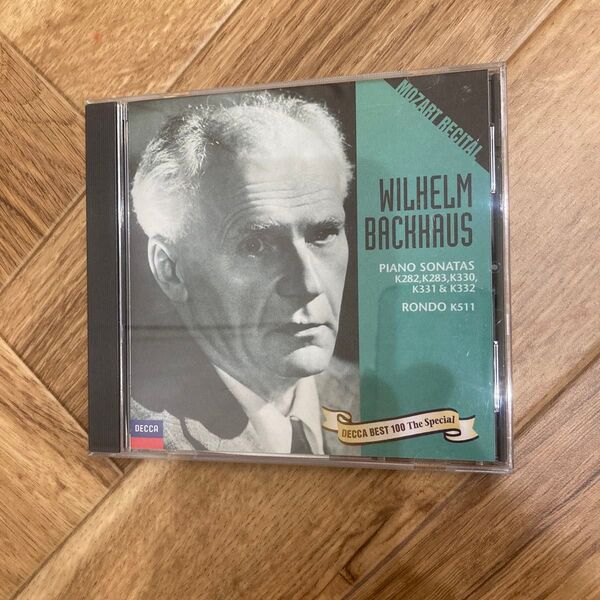 MOZART RECITAL
WILHELM
BACKHAUS
PIANO SONATAS
K282, K283, K330,
K331 & K332
RONDO K511
DECCA BEST 100 The Special
DECCA